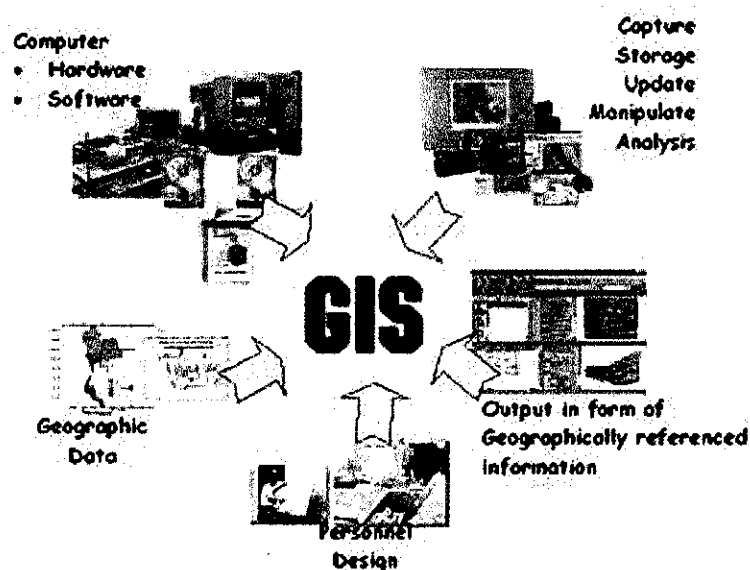 Computer
• Hardware
• Software
Capture
Storage
Update
Manipulate
Analysis
GIS
Geographic
Data
Output in form of
Geographically referenced
information
Personnel
Design